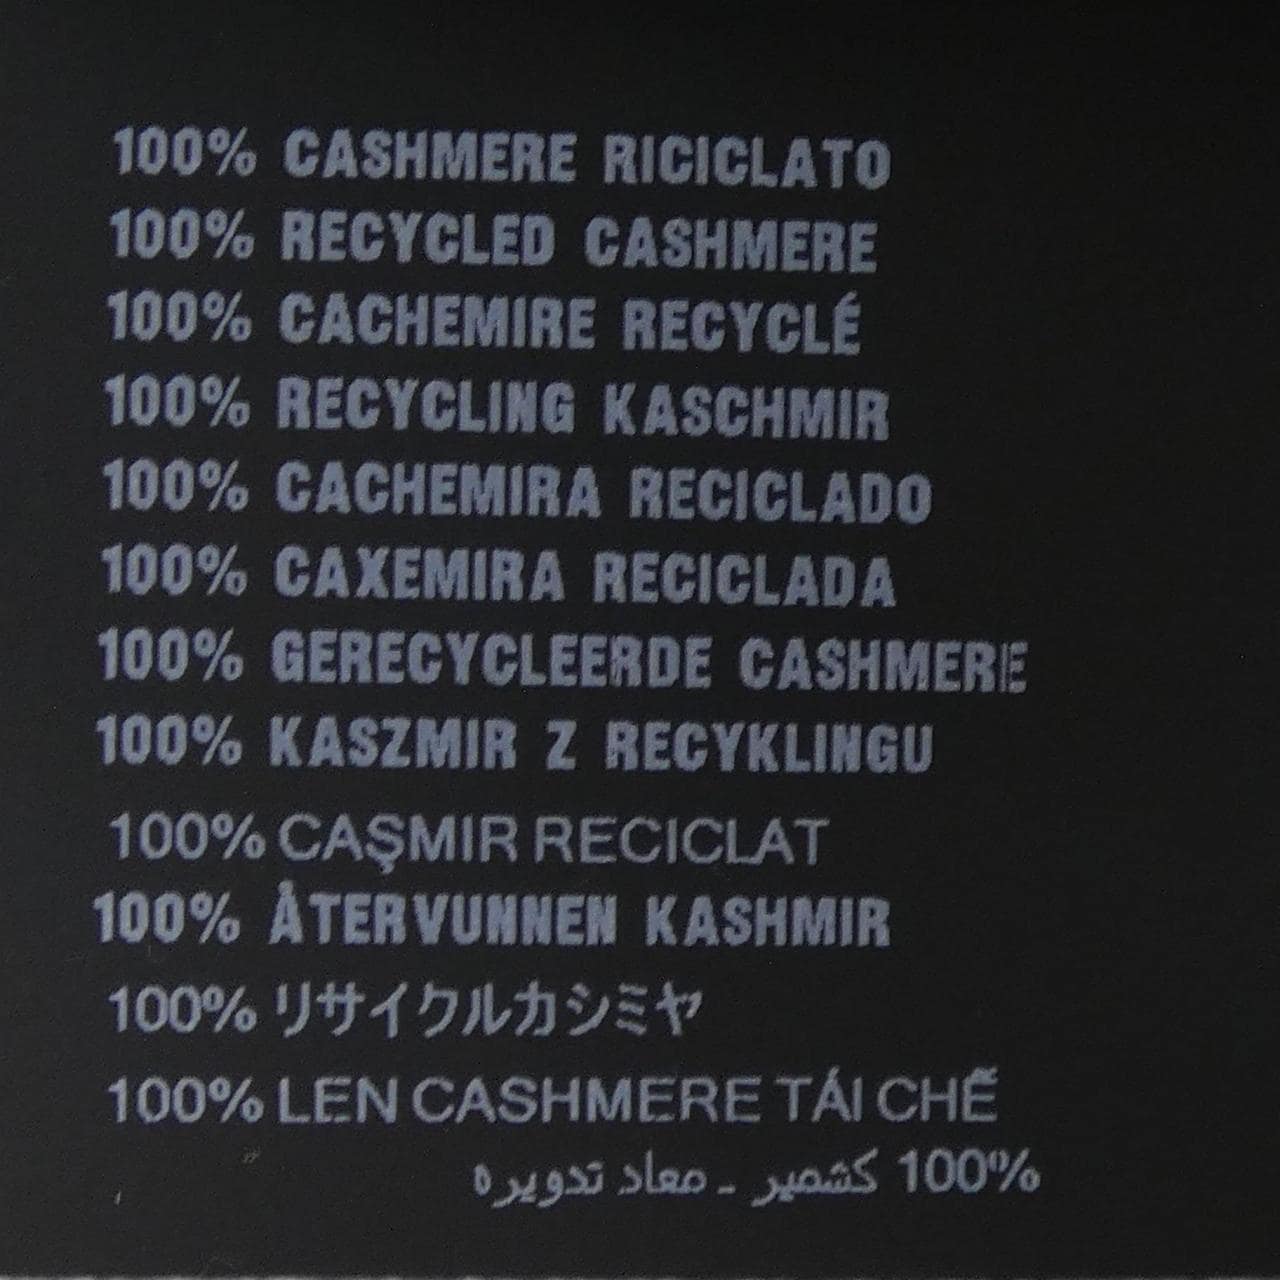 100% CASHMERE RICICLATO
100% RECYCLED CASHMERE
100% CACHEMIRE RECYCLÉ
100% RECYCLING KASCHMIR
100% CACHEMIRA RECICLADO
100% CAXEMIRA RECICLADA
100% GERECYCLEERDE CASHMERE
100% KASZMIR Z RECYKLINGU
100% CAŞMIR RECICLAT
100% ÅTERVUNNEN KASHMIR
100% リサイクルカシミヤ
100% LEN CASHMERE TÁI CHẾ
100% كشمير - معاد تدويره